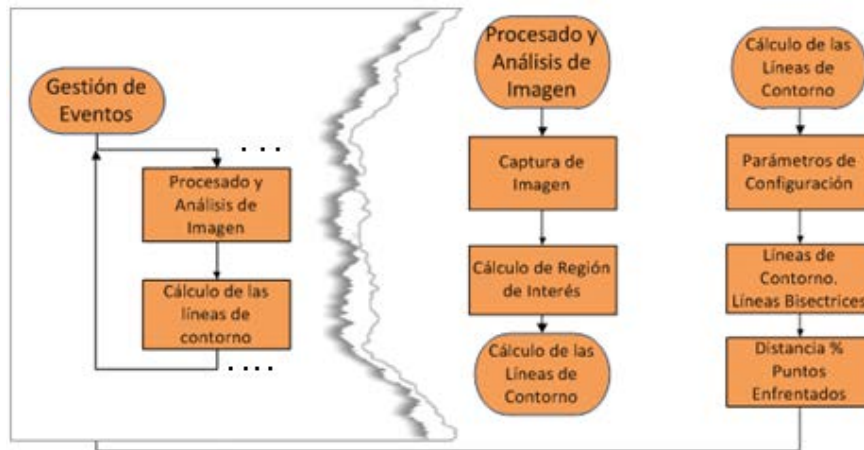 Gestión de
Eventos
. . .
Procesado y
Análisis de
Imagen
Cálculo de las
líneas de
contorno
. . . .
Procesado y
Análisis de
Imagen
Captura de
Imagen
Cálculo de Región
de Interés
Cálculo de las
Líneas de
Contorno
Cálculo de las
Líneas de
Contorno
Parámetros de
Configuración
Líneas de
Contorno.
Líneas Bisectrices
Distancia %
Puntos
Enfrentados